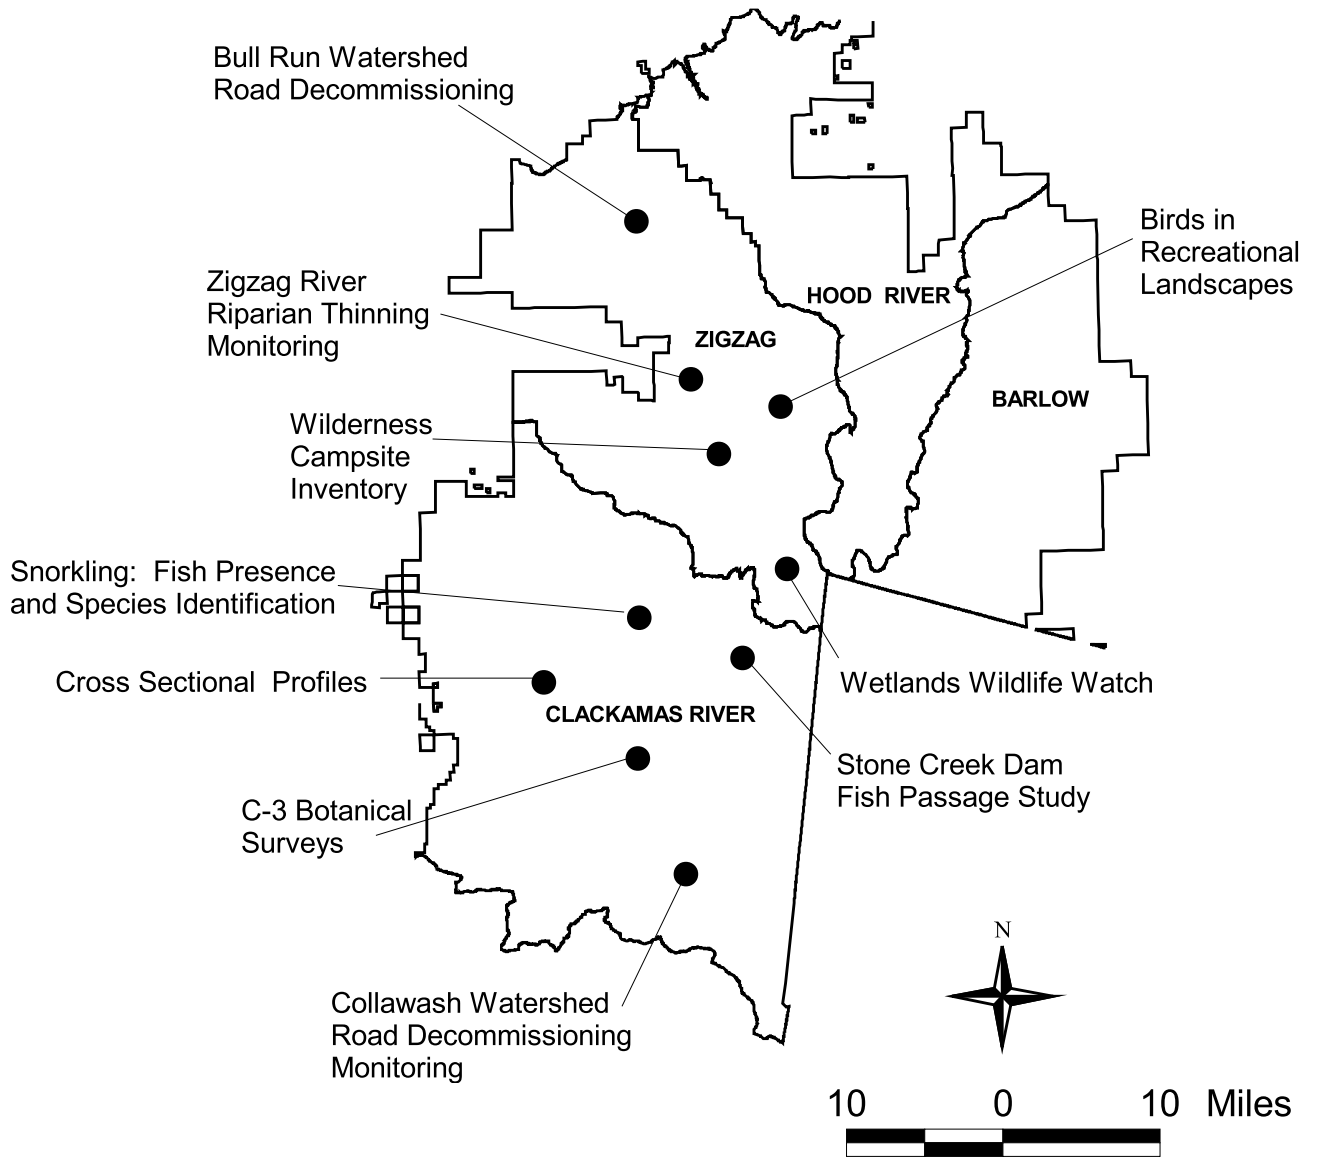 Bull Run Watershed
Road Decommissioning
Birds in
Recreational
Landscapes
Zigzag River
Riparian Thinning
Monitoring
HOOD RIVER
ZIGZAG
BARLOW
Wilderness
Campsite
Inventory
Snorkling: Fish Presence
and Species Identification
Cross Sectional Profiles
Wetlands Wildlife Watch
CLACKAMAS RIVER
Stone Creek Dam
Fish Passage Study
C-3 Botanical
Surveys
Collawash Watershed
Road Decommissioning
Monitoring
N
10 0 10 Miles